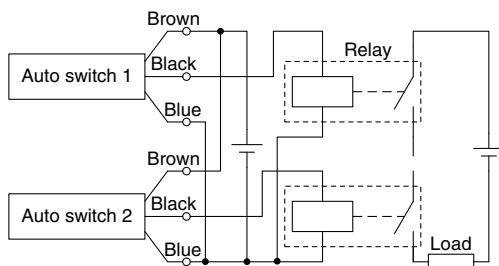 Brown
Auto switch 1
Black
Blue
Relay
Brown
Auto switch 2
Black
Blue
Load